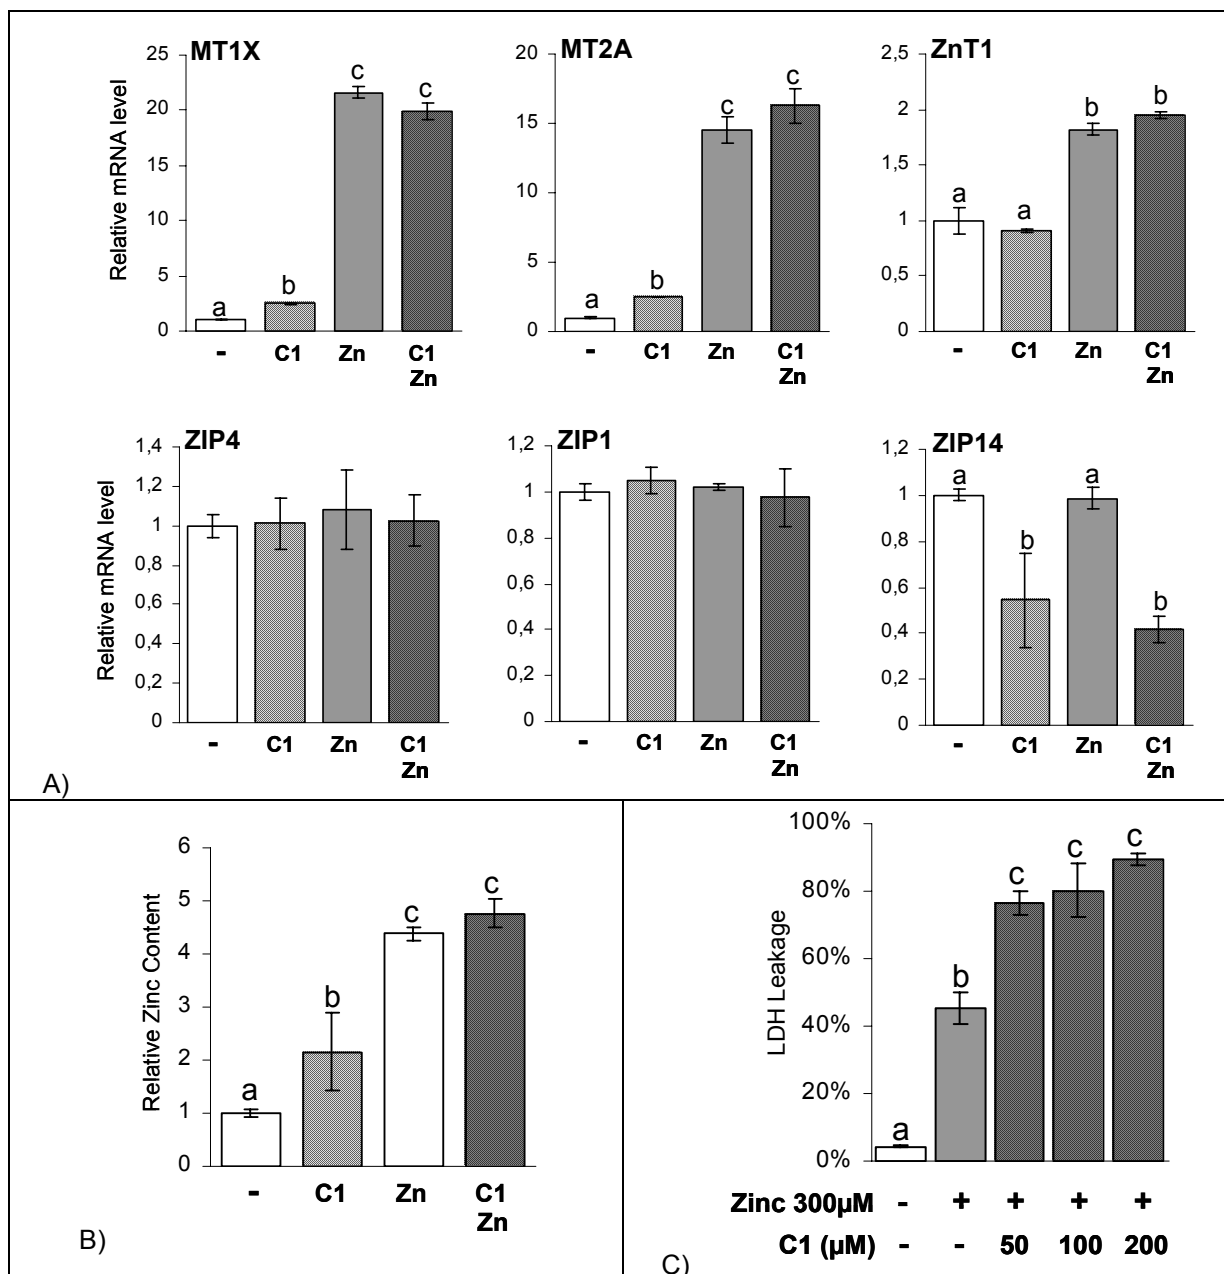 MT1X
MT2A
ZnT1
25
20
15
10
5
0
Relative mRNA level
a
b
c
c
- C1 Zn C1
Zn
20
15
10
5
0
a
b
c
c
- C1 Zn C1
Zn
2,5
2
1,5
1
0,5
0
a
a
b
b
- C1 Zn C1
Zn
ZIP4
ZIP1
ZIP14
1,4
1,2
1
0,8
0,6
0,4
0,2
0
Relative mRNA level
- C1 Zn C1
Zn
1,2
1
0,8
0,6
0,4
0,2
0
- C1 Zn C1
Zn
1,2
1
0,8
0,6
0,4
0,2
0
a
b
a
b
- C1 Zn C1
Zn
A)
6
5
4
3
2
1
0
Relative Zinc Content
a
b
c
c
- C1 Zn C1
Zn
B)
100%
80%
60%
40%
20%
0%
LDH Leakage
a
b
c
c
c
Zinc 300µM - + + + +
C1 (µM) - - 50 100 200
C)